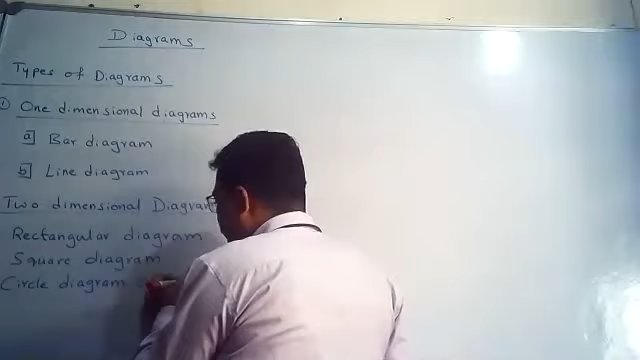 Diagrams
Types of Diagrams
① One dimensional diagrams
a] Bar diagram
b] Line diagram
Two dimensional Diagram
Rectangular diagram
Square diagram
Circle diagram